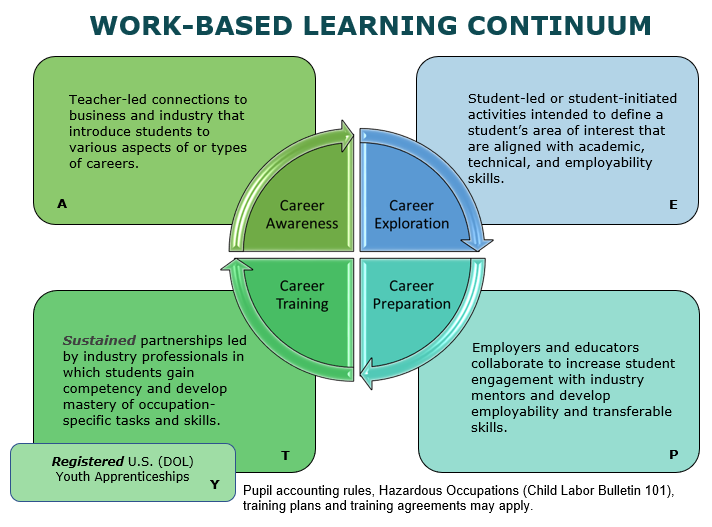 WORK-BASED LEARNING CONTINUUM
Teacher-led connections to
business and industry that
introduce students to
various aspects of or types
of careers.
A
Student-led or student-initiated
activities intended to define a
student's area of interest that
are aligned with academic,
technical, and employability
skills.
E
Career
Awareness
Career
Exploration
Career
Training
Career
Preparation
Sustained partnerships led
by industry professionals in
which students gain
competency and develop
mastery of occupation-
specific tasks and skills.
T
Employers and educators
collaborate to increase student
engagement with industry
mentors and develop
employability and transferable
skills.
P
Registered U.S. (DOL)
Youth Apprenticeships
Y
Pupil accounting rules, Hazardous Occupations (Child Labor Bulletin 101),
training plans and training agreements may apply.